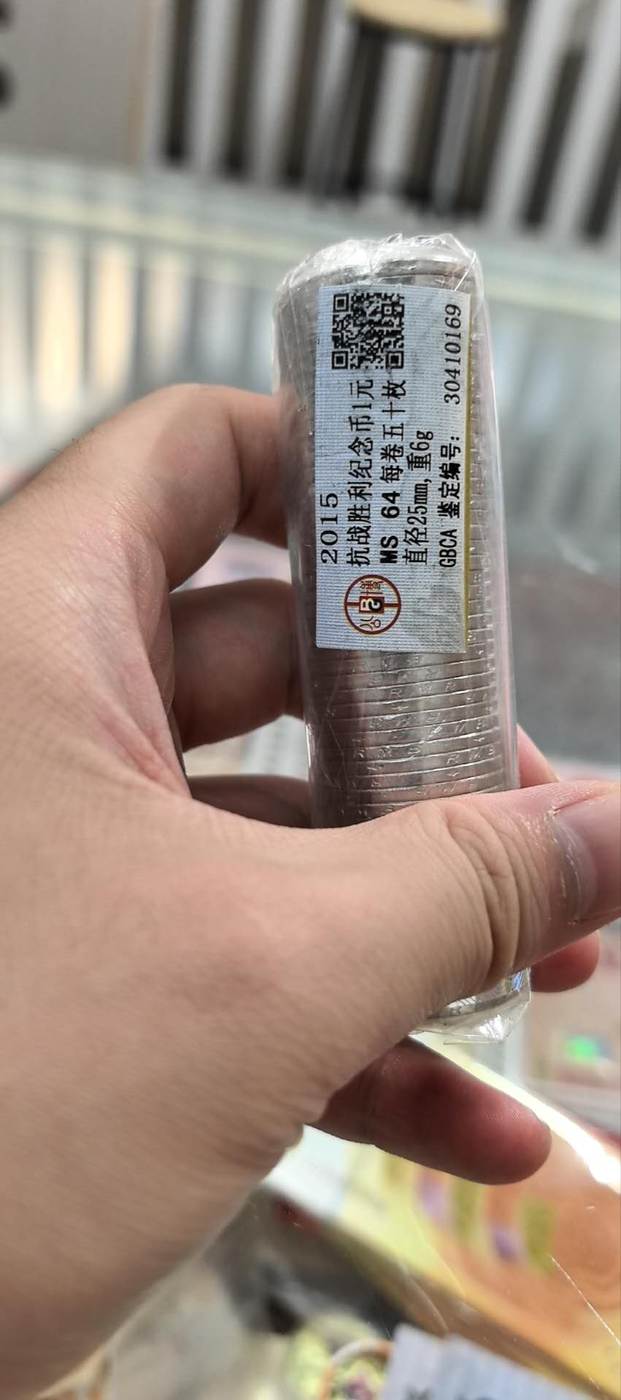 2015
抗战胜利纪念币1元
MS 64 每卷五十枚
直径25mm,重6g
GBCA 鉴定编号: 30410169